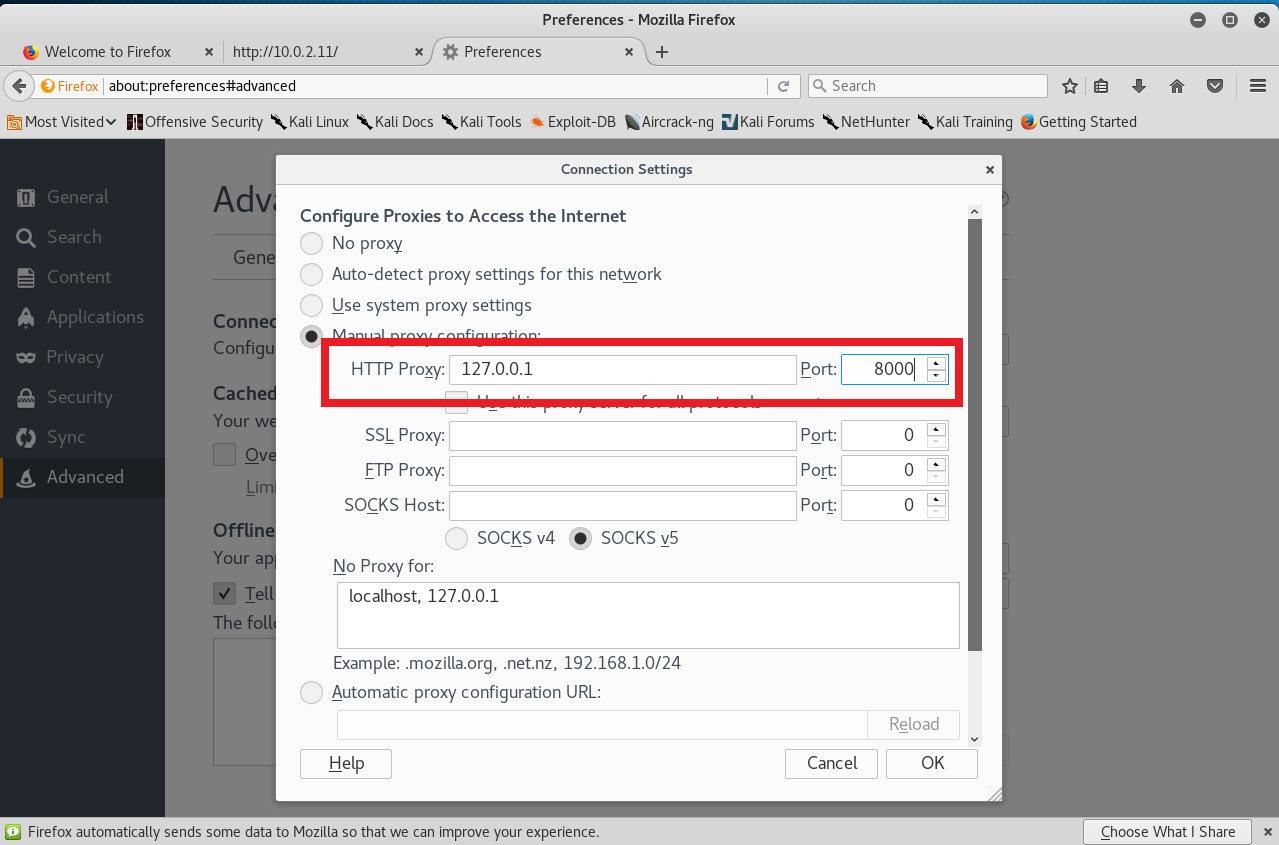 Preferences - Mozilla Firefox
Welcome to Firefox
http://10.0.2.11/
Preferences
Firefox
about:preferences#advanced
Search
Most Visited
Offensive Security
Kali Linux
Kali Docs
Kali Tools
Exploit-DB
Aircrack-ng
Kali Forums
NetHunter
Kali Training
Getting Started
General
Search
Content
Applications
Privacy
Security
Sync
Advanced
Adva
Gene
Connec
Configu
Cached
Your we
Ove
Limi
Offline
Your app
Tell
The follo
Connection Settings
Configure Proxies to Access the Internet
No proxy
Auto-detect proxy settings for this network
Use system proxy settings
Manual proxy configuration:
HTTP Proxy: 127.0.0.1 Port: 8000
Use this proxy server for all protocols
SSL Proxy: Port: 0
FTP Proxy: Port: 0
SOCKS Host: Port: 0
SOCKS v4 SOCKS v5
No Proxy for:
localhost, 127.0.0.1
Example: .mozilla.org, .net.nz, 192.168.1.0/24
Automatic proxy configuration URL:
Reload
Help Cancel OK
Firefox automatically sends some data to Mozilla so that we can improve your experience.
Choose What I Share